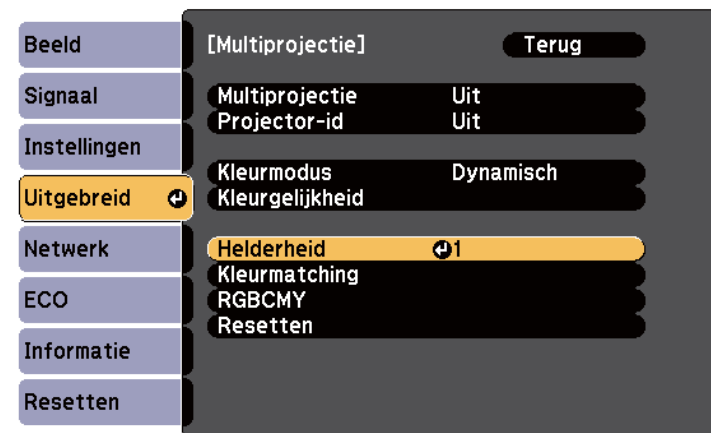 Beeld
Signaal
Instellingen
Uitgebreid
Netwerk
ECO
Informatie
Resetten
[Multiprojectie] Terug
Multiprojectie Uit
Projector-id Uit
Kleurmodus Dynamisch
Kleurgelijkheid
Helderheid 1
Kleurmatching
RGBCMY
Resetten